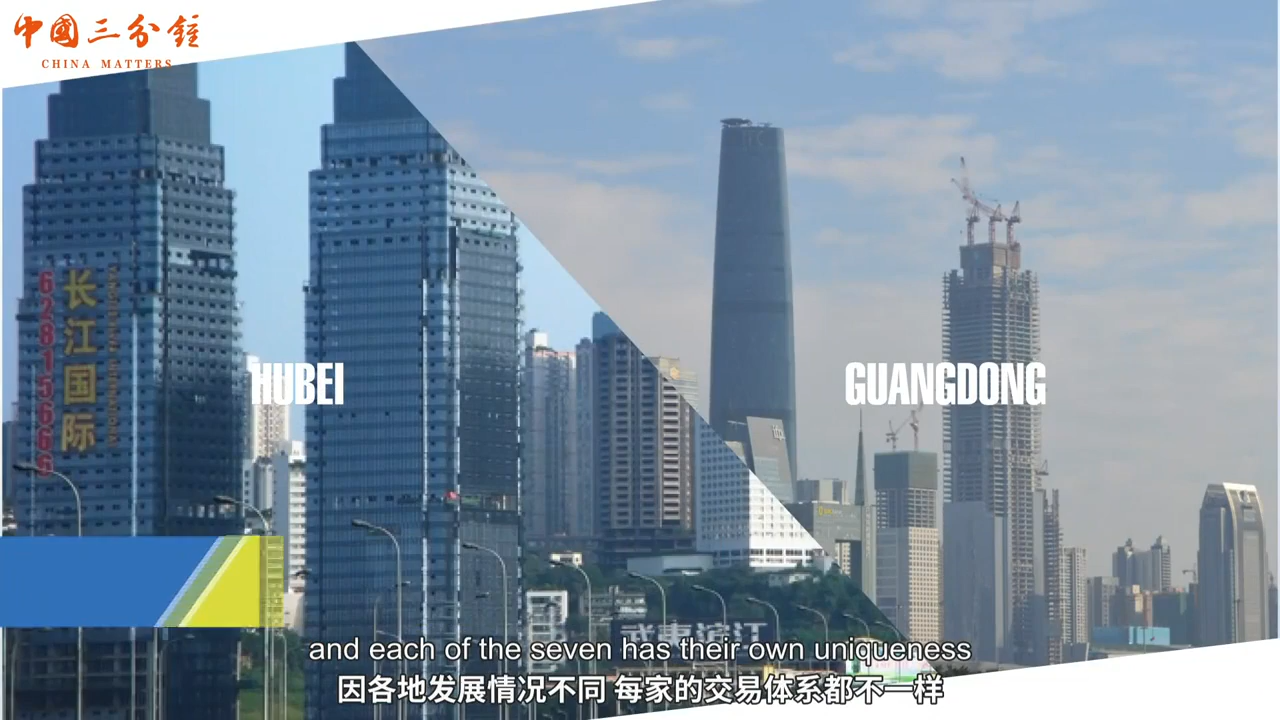 中國三分鐘
CHINA MATTERS
62815666
长江国际
HUBEI
GUANGDONG
and each of the seven has their own uniqueness
因各地发展情况不同 每家的交易体系都不一样